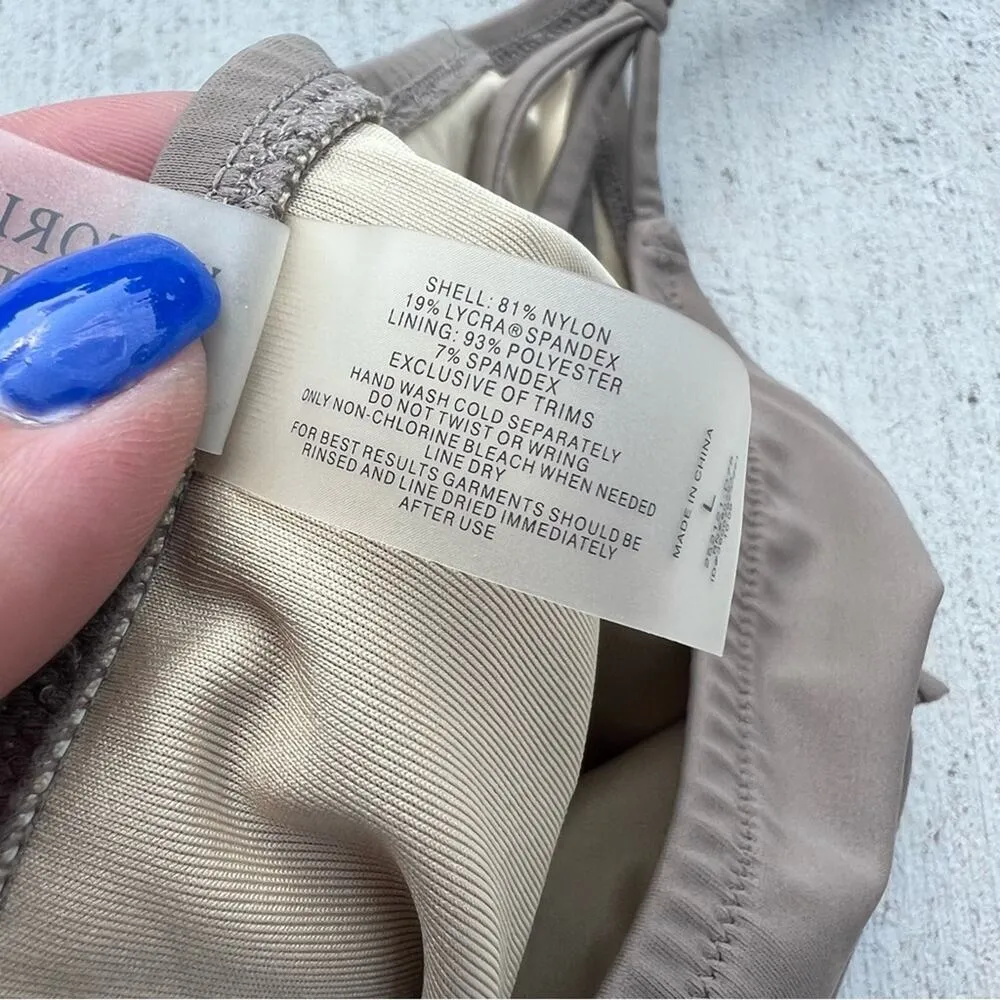 SHELL: 81% NYLON
19% LYCRA® SPANDEX
LINING: 93% POLYESTER
7% SPANDEX
EXCLUSIVE OF TRIMS
HAND WASH COLD SEPARATELY
DO NOT TWIST OR WRING
ONLY NON-CHLORINE BLEACH WHEN NEEDED
LINE DRY
FOR BEST RESULTS GARMENTS SHOULD BE
RINSED AND LINE DRIED IMMEDIATELY
AFTER USE
MADE IN CHINA
L